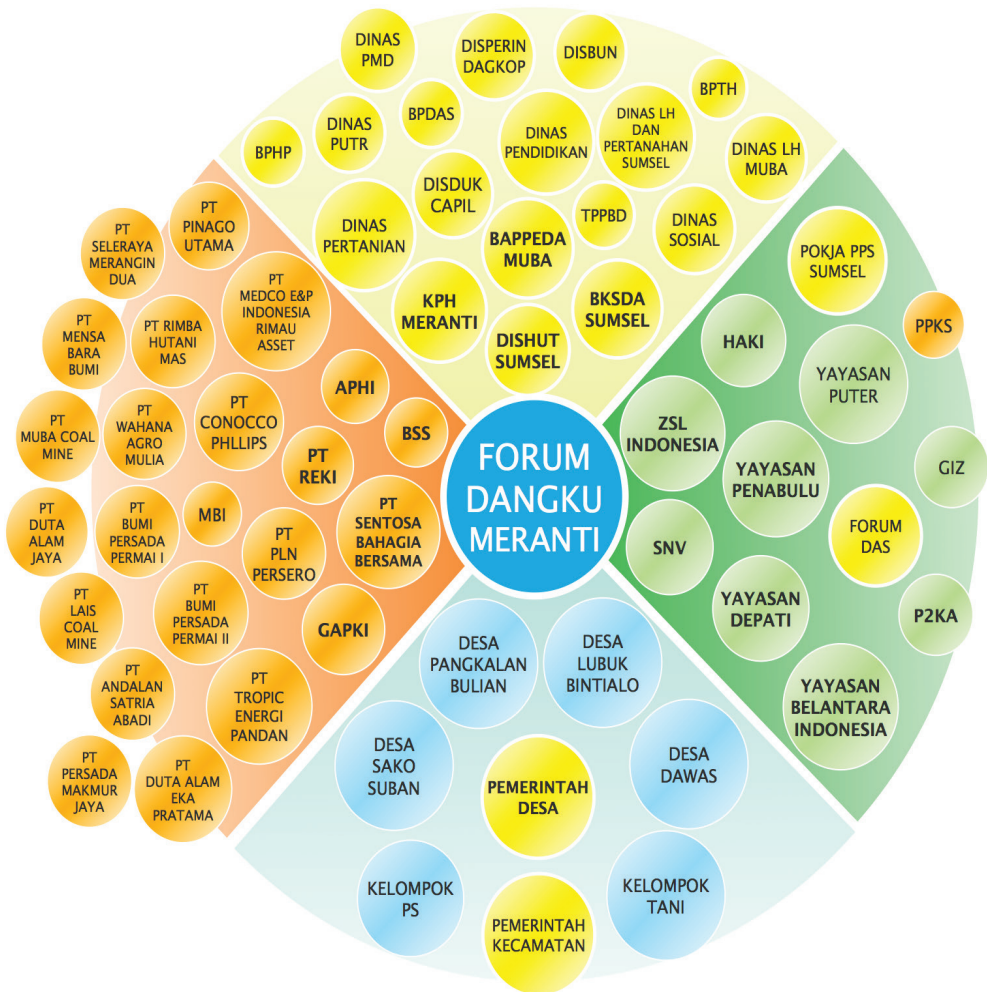 DINAS
PMD
DISPERIN
DAGKOP
DISBUN
BPTH
BPHP
DINAS
PUTR
BPDAS
DINAS
PENDIDIKAN
DINAS LH
DAN
PERTANAHAN
SUMSEL
DINAS LH
MUBA
DINAS
PERTANIAN
DISDUK
CAPIL
BAPPEDA
MUBA
TPPBD
DINAS
SOSIAL
KPH
MERANTI
DISHUT
SUMSEL
BKSDA
SUMSEL
PT
SELERAYA
MERANGIN
DUA
PT
PINAGO
UTAMA
PT
MEDCO E&P
INDONESIA
RIMAU
ASSET
PT
MENSA
BARA
BUMI
PT RIMBA
HUTANI
MAS
APHI
PT
MUBA COAL
MINE
PT
WAHANA
AGRO
MULIA
PT
CONOCCO
PHLLIPS
BSS
PT
REKI
PT
DUTA
ALAM
JAYA
PT
BUMI
PERSADA
PERMAI I
MBI
PT
PLN
PERSERO
PT
SENTOSA
BAHAGIA
BERSAMA
PT
LAIS
COAL
MINE
PT
BUMI
PERSADA
PERMAI II
GAPKI
PT
ANDALAN
SATRIA
ABADI
PT
TROPIC
ENERGI
PANDAN
PT
PERSADA
MAKMUR
JAYA
PT
DUTA ALAM
EKA
PRATAMA
FORUM
DANGKU
MERANTI
POKJA PPS
SUMSEL
PPKS
HAKI
YAYASAN
PUTER
ZSL
INDONESIA
YAYASAN
PENABULU
GIZ
SNV
FORUM
DAS
YAYASAN
DEPATI
P2KA
YAYASAN
BELANTARA
INDONESIA
DESA
PANGKALAN
BULIAN
DESA
LUBUK
BINTIALO
DESA
SAKO
SUBAN
PEMERINTAH
DESA
DESA
DAWAS
KELOMPOK
PS
PEMERINTAH
KECAMATAN
KELOMPOK
TANI